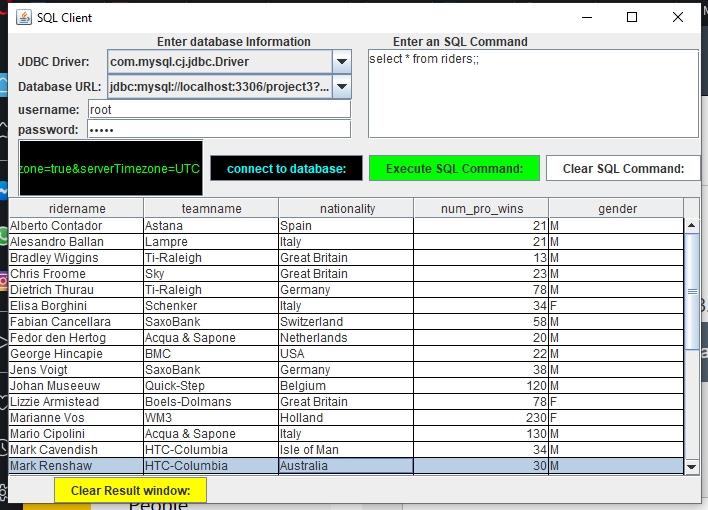 SQL Client
Enter database Information
Enter an SQL Command
JDBC Driver: com.mysql.cj.jdbc.Driver
select * from riders;;
Database URL: jdbc:mysql://localhost:3306/project3?...
username: root
password: •••••
zone=true&serverTimezone=UTC
connect to database:
Execute SQL Command:
Clear SQL Command:
ridername teamname nationality num_pro_wins gender
Alberto Contador Astana Spain 21 M
Alesandro Ballan Lampre Italy 21 M
Bradley Wiggins Ti-Raleigh Great Britain 13 M
Chris Froome Sky Great Britain 23 M
Dietrich Thurau Ti-Raleigh Germany 78 M
Elisa Borghini Schenker Italy 34 F
Fabian Cancellara SaxoBank Switzerland 58 M
Fedor den Hertog Acqua & Sapone Netherlands 20 M
George Hincapie BMC USA 22 M
Jens Voigt SaxoBank Germany 38 M
Johan Museeuw Quick-Step Belgium 120 M
Lizzie Armistead Boels-Dolmans Great Britain 78 F
Marianne Vos WM3 Holland 230 F
Mario Cipolini Acqua & Sapone Italy 130 M
Mark Cavendish HTC-Columbia Isle of Man 34 M
Mark Renshaw HTC-Columbia Australia 30 M
Clear Result window:
People